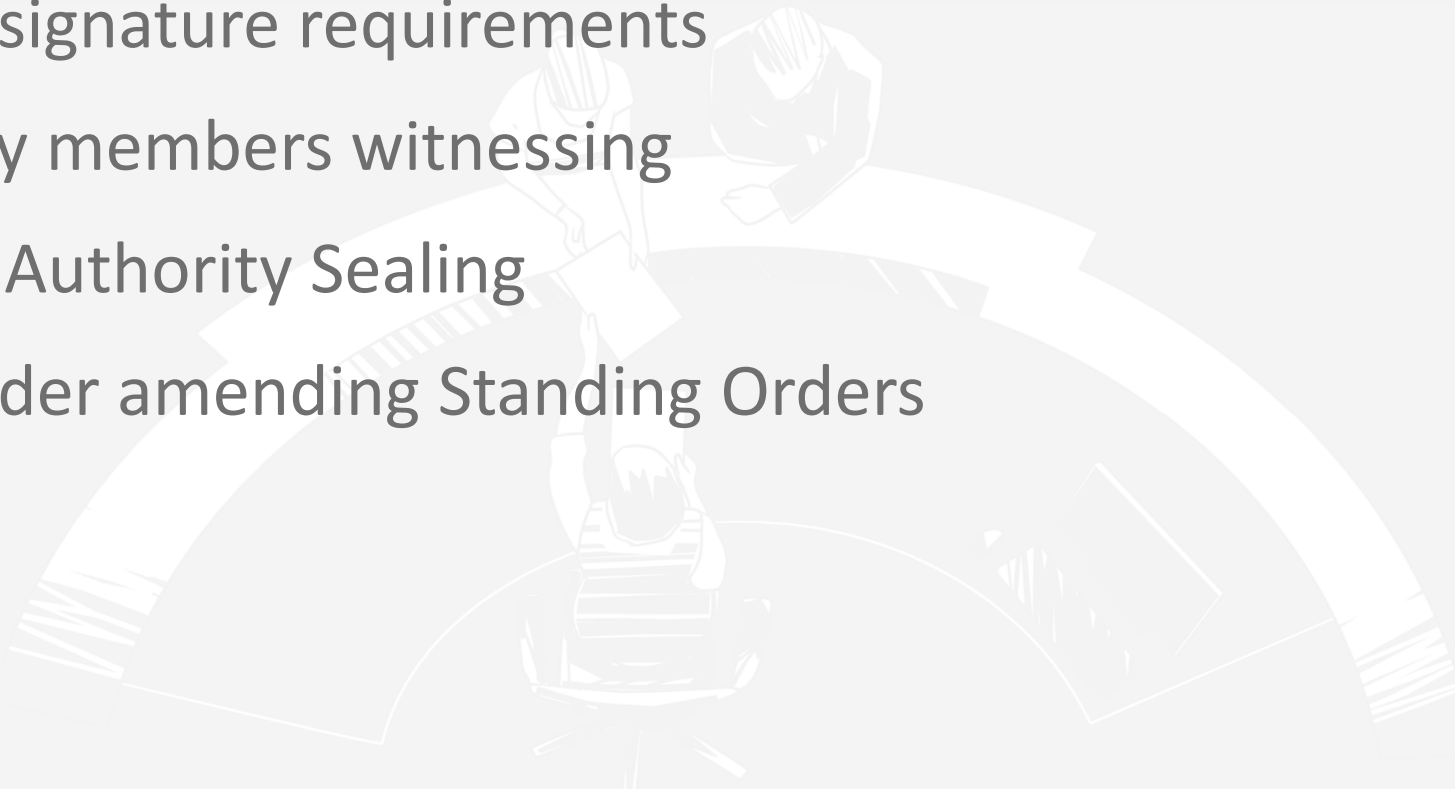 signature requirements
y members witnessing
Authority Sealing
der amending Standing Orders